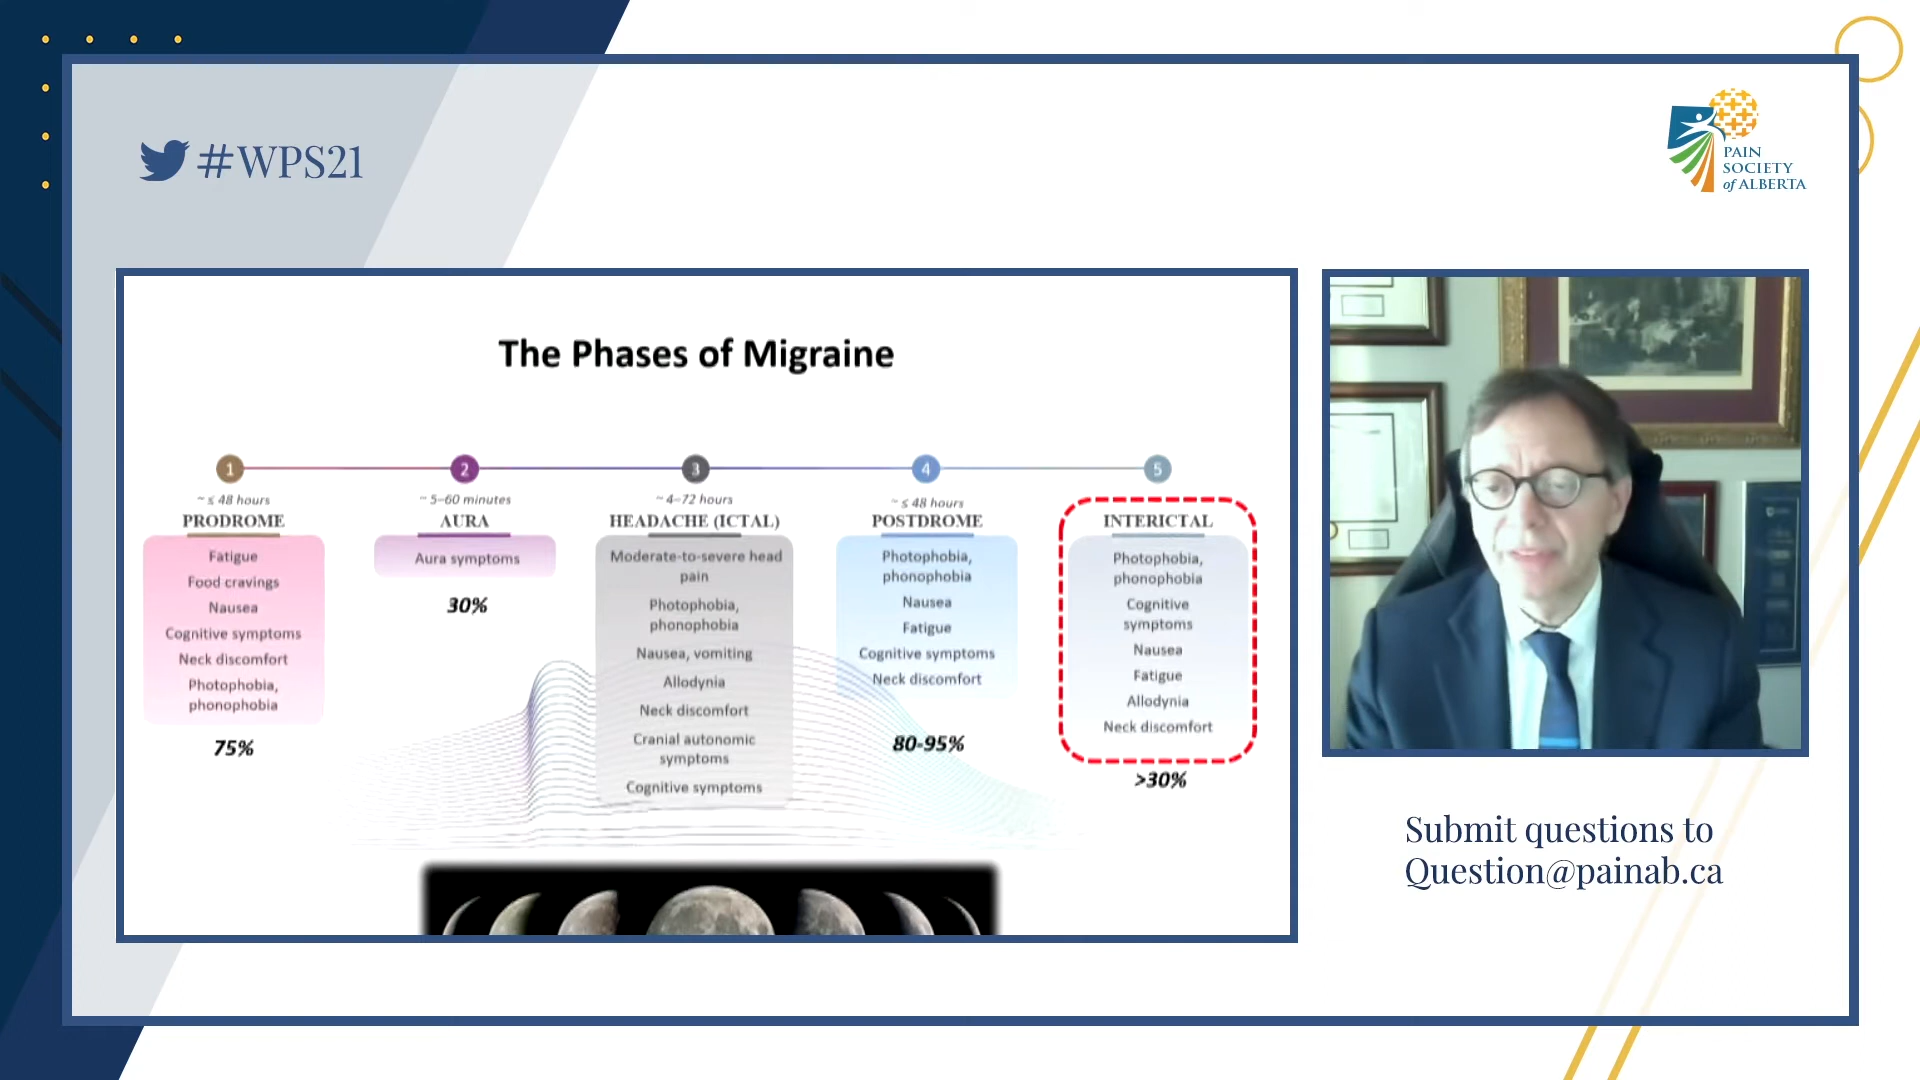 #WPS21
PAIN
SOCIETY
of ALBERTA
The Phases of Migraine
1
~ ≤ 48 hours
PRODROME
Fatigue
Food cravings
Nausea
Cognitive symptoms
Neck discomfort
Photophobia,
phonophobia
75%
2
~ 5–60 minutes
AURA
Aura symptoms
30%
3
~ 4–72 hours
HEADACHE (ICTAL)
Moderate-to-severe head
pain
Photophobia,
phonophobia
Nausea, vomiting
Allodynia
Neck discomfort
Cranial autonomic
symptoms
Cognitive symptoms
4
~ ≤ 48 hours
POSTDROME
Photophobia,
phonophobia
Nausea
Fatigue
Cognitive symptoms
Neck discomfort
80-95%
5
INTERICTAL
Photophobia,
phonophobia
Cognitive
symptoms
Nausea
Fatigue
Allodynia
Neck discomfort
>30%
Submit questions to
Question@painab.ca